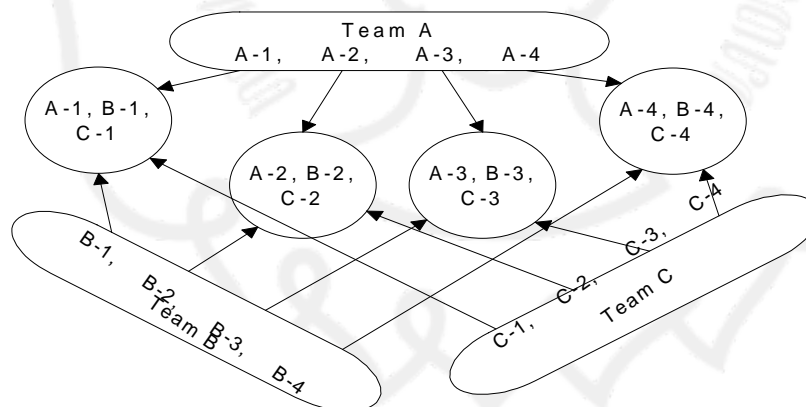 Team A
A-1, A-2, A-3, A-4
A-1, B-1,
C-1
A-4, B-4,
C-4
A-2, B-2,
C-2
A-3, B-3,
C-3
B-1, B-2, B-3, B-4
Team B
C-1, C-2, C-3, C-4
Team C